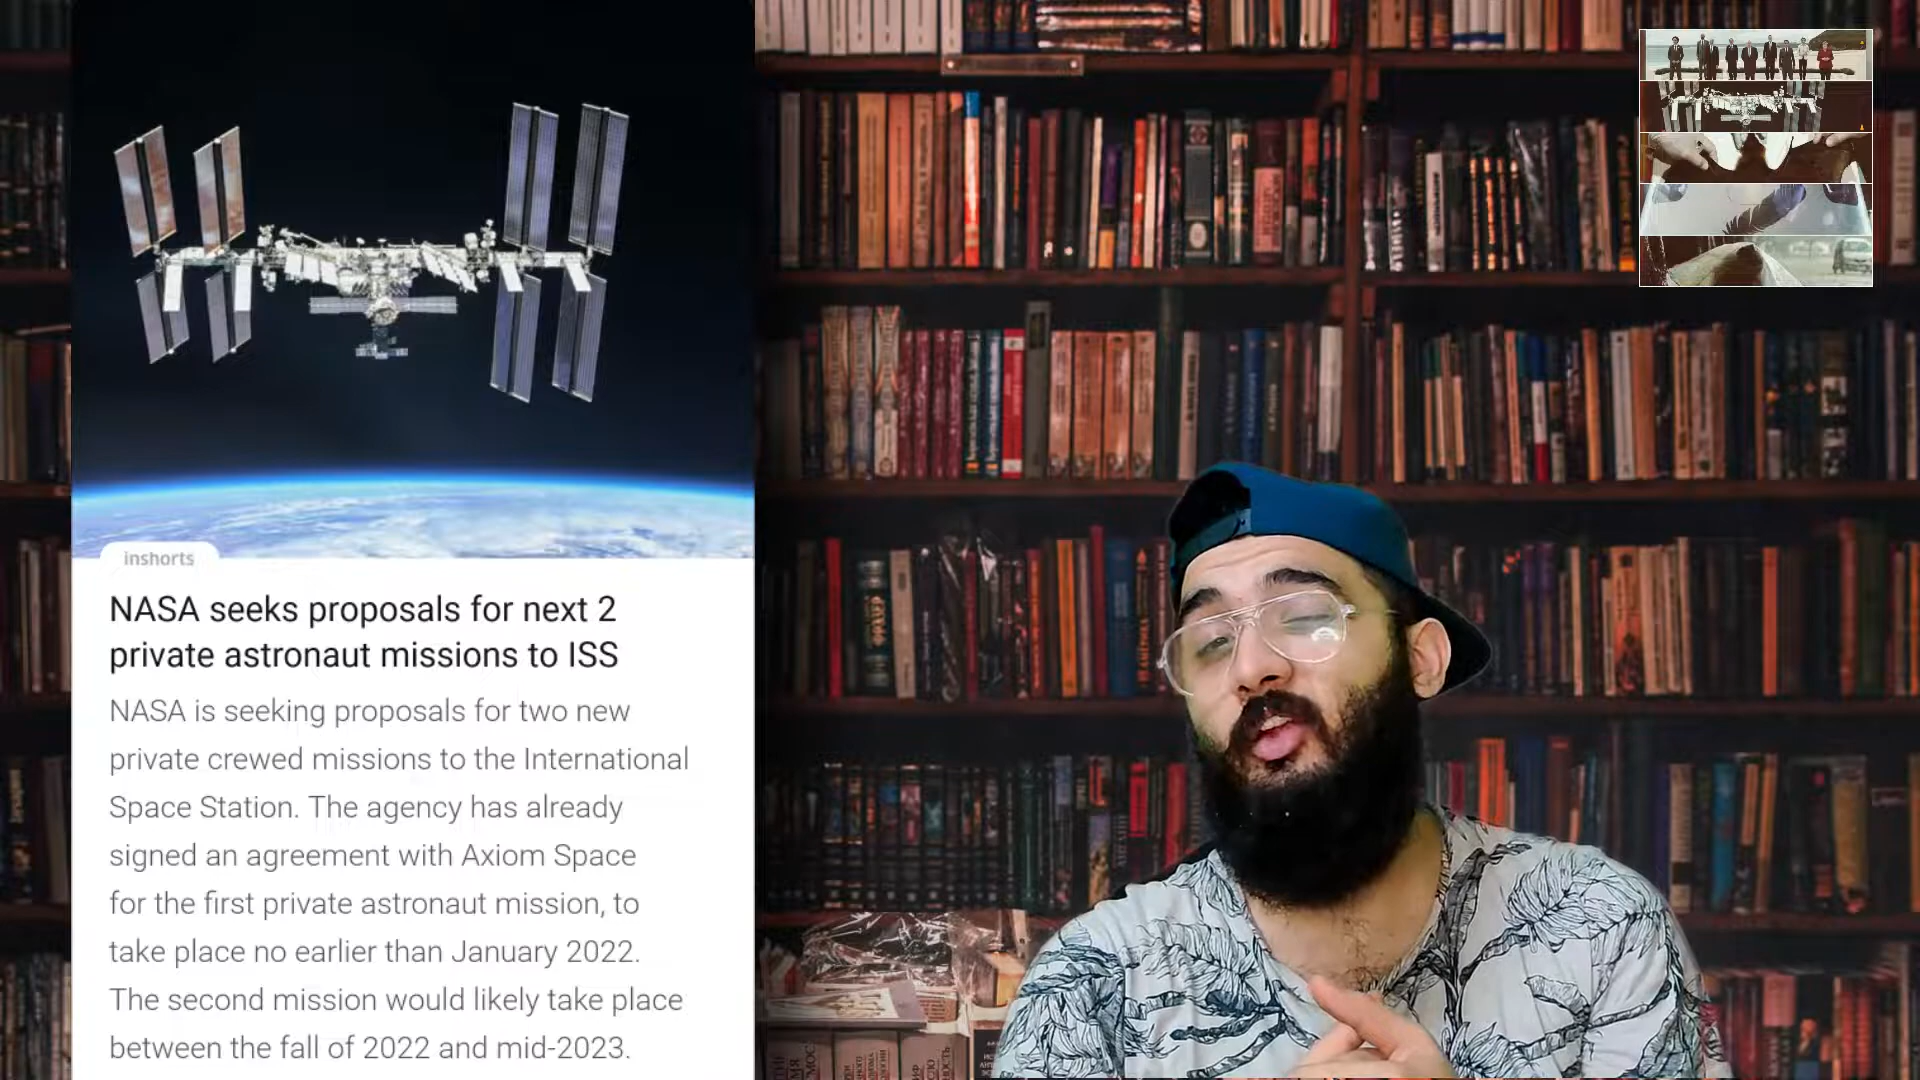 inshorts
NASA seeks proposals for next 2
private astronaut missions to ISS
NASA is seeking proposals for two new
private crewed missions to the International
Space Station. The agency has already
signed an agreement with Axiom Space
for the first private astronaut mission, to
take place no earlier than January 2022.
The second mission would likely take place
between the fall of 2022 and mid-2023.